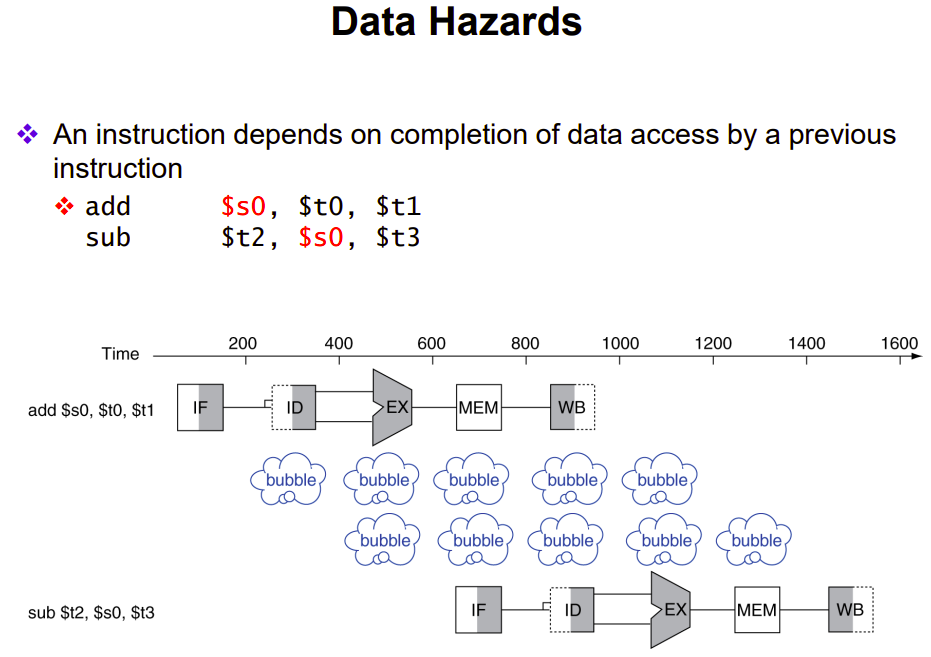 Data Hazards
An instruction depends on completion of data access by a previous
instruction
add $s0, $t0, $t1
sub $t2, $s0, $t3
200 400 600 800 1000 1200 1400 1600
Time
add $s0, $t0, $t1 IF ID EX MEM WB
bubble bubble bubble bubble bubble
bubble bubble bubble bubble bubble
sub $t2, $s0, $t3 IF ID EX MEM WB